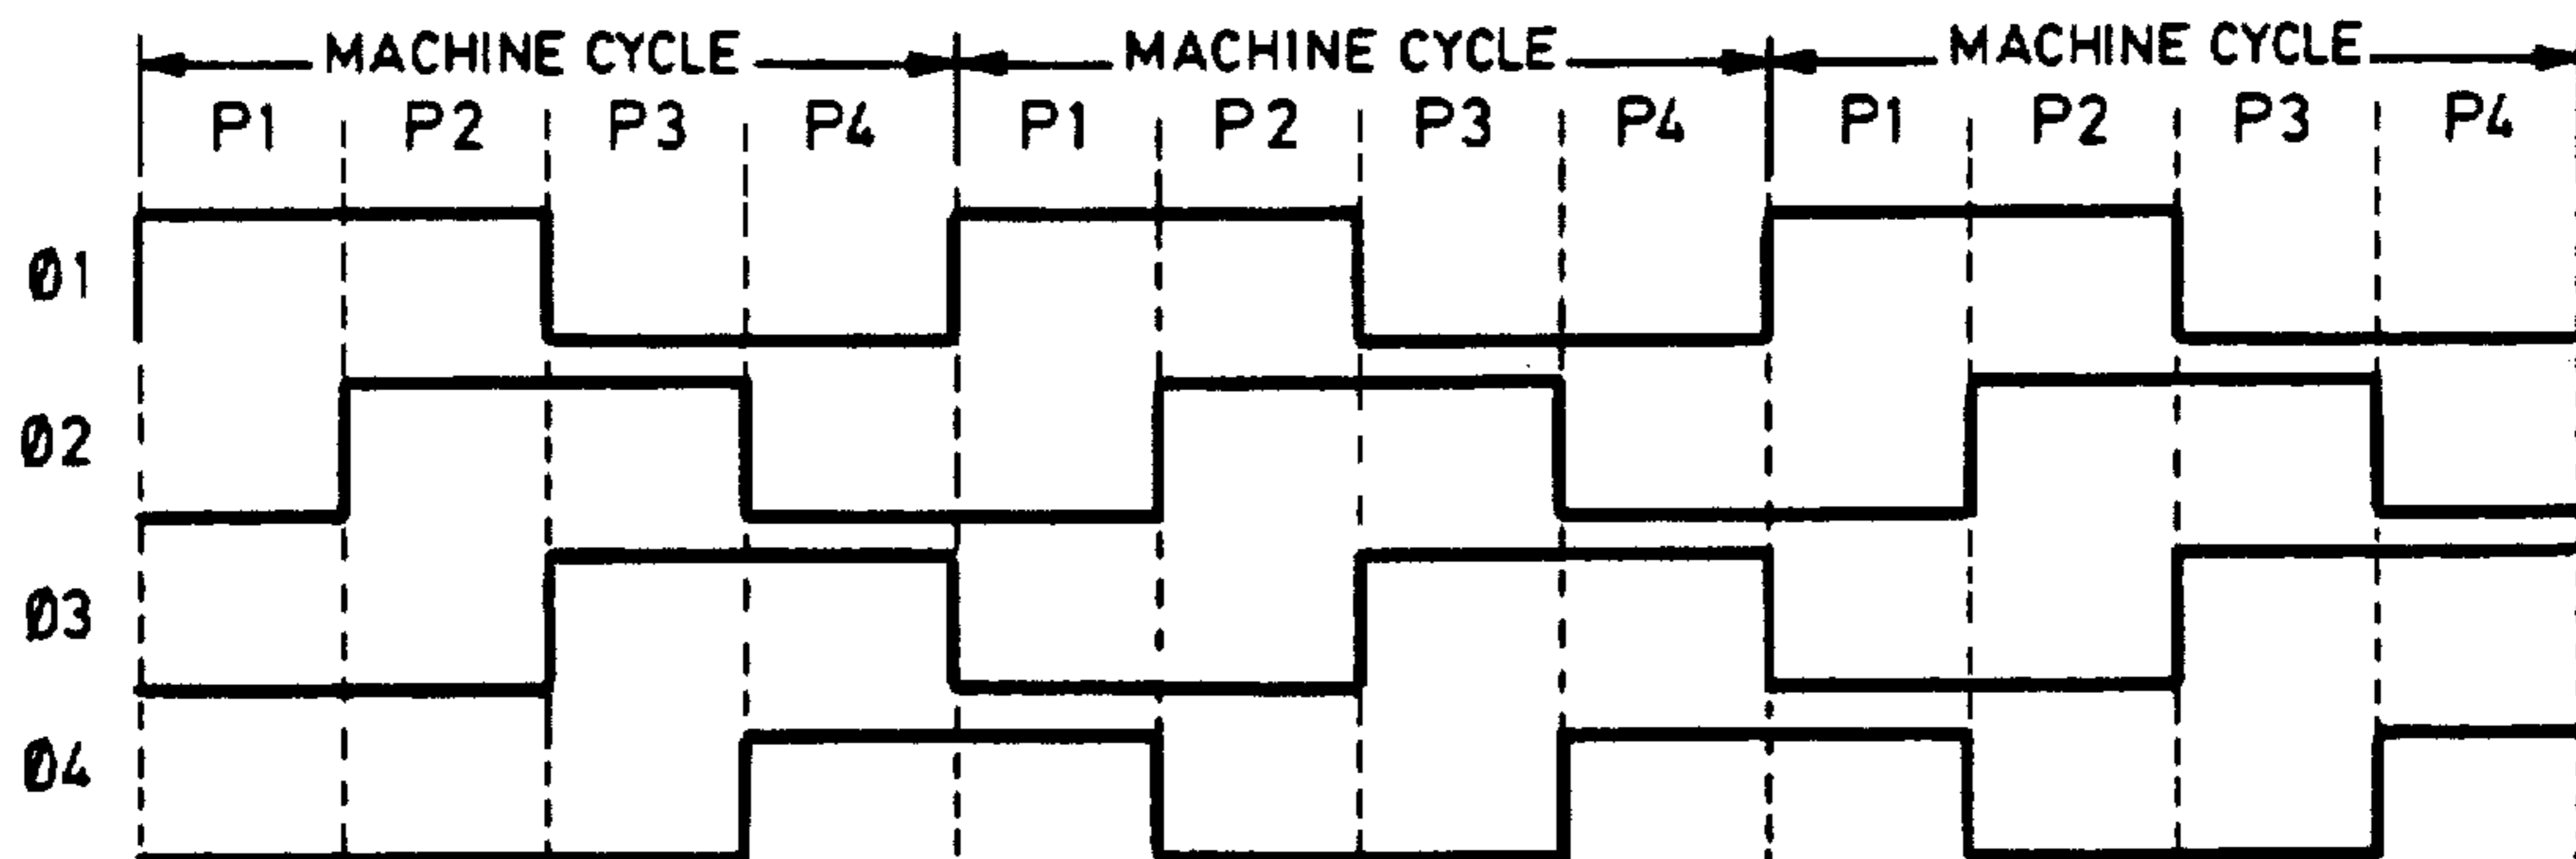 MACHINE CYCLE MACHINE CYCLE MACHINE CYCLE
P1 P2 P3 P4 P1 P2 P3 P4 P1 P2 P3 P4
Ø1
Ø2
Ø3
Ø4